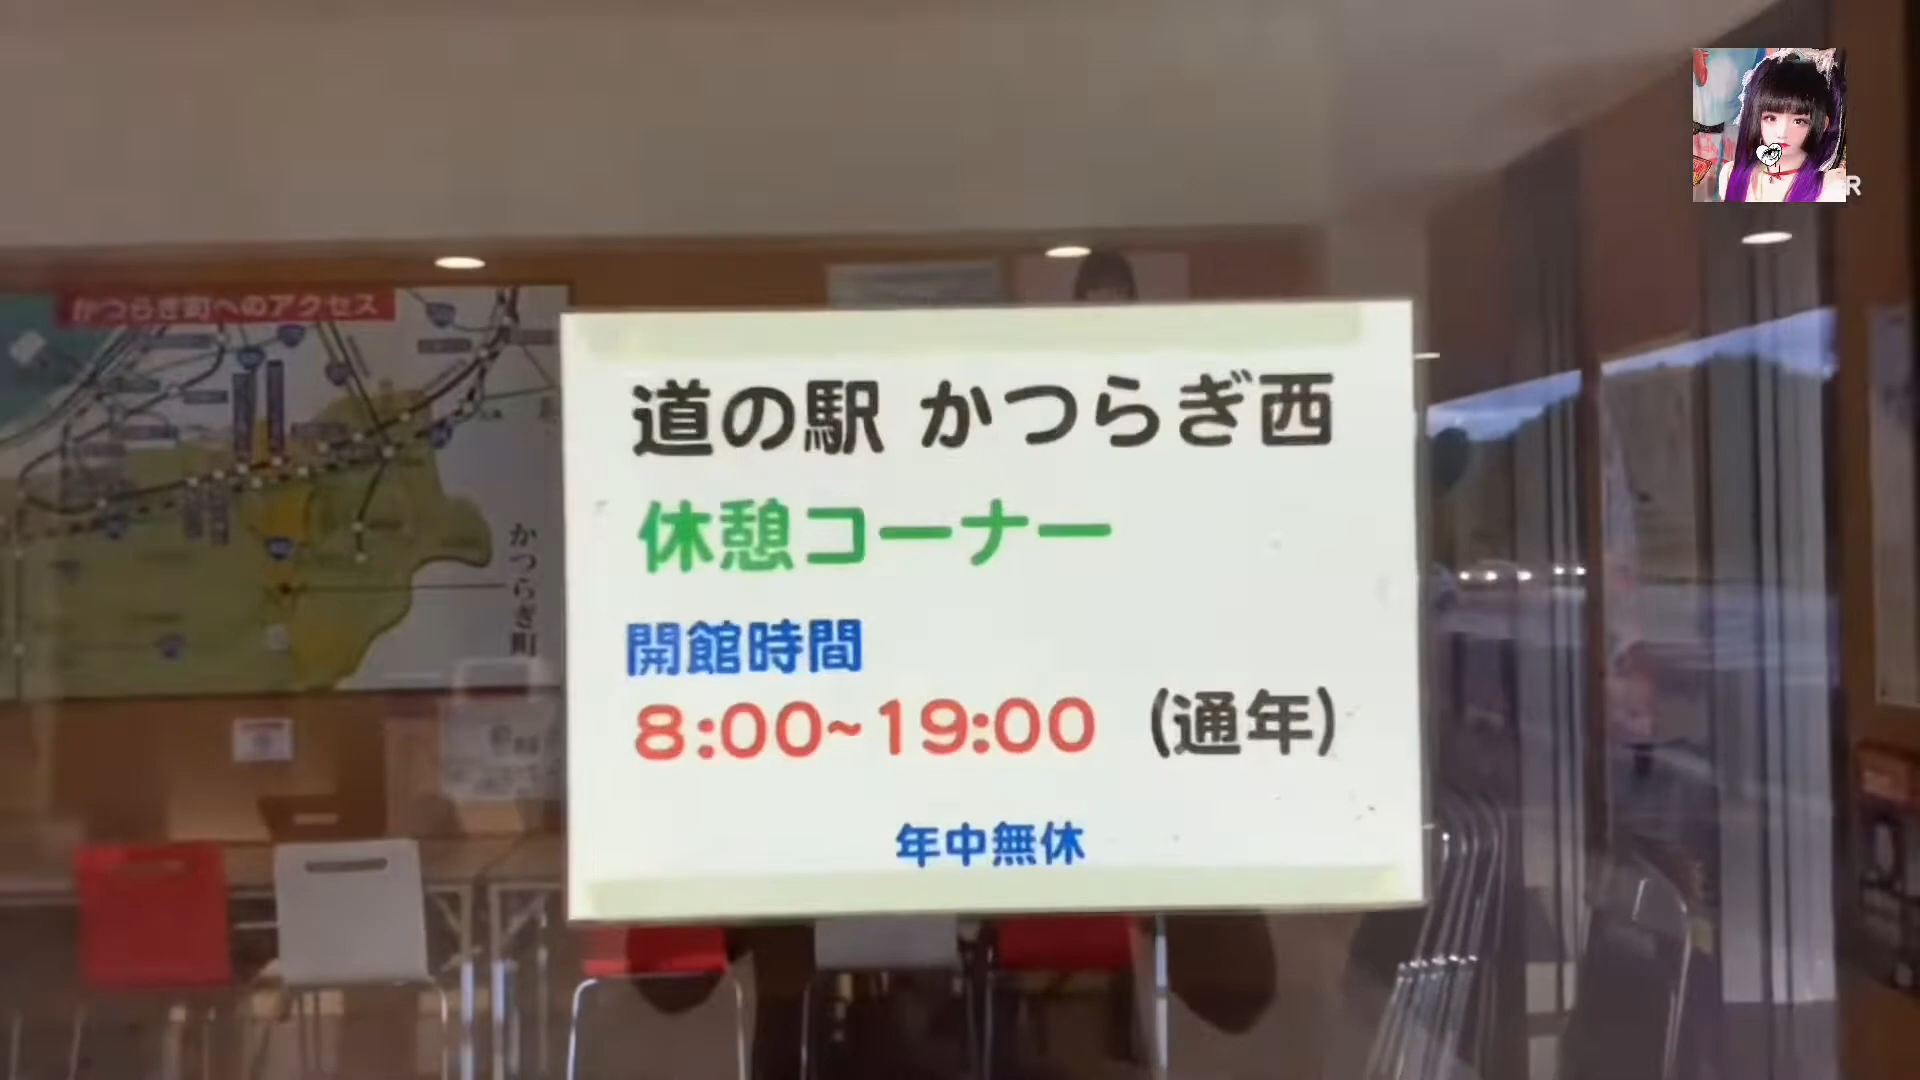 かつらぎ町へのアクセス
かつらぎ町
道の駅 かつらぎ西
休憩コーナー
開館時間
8:00~19:00 (通年)
年中無休
R